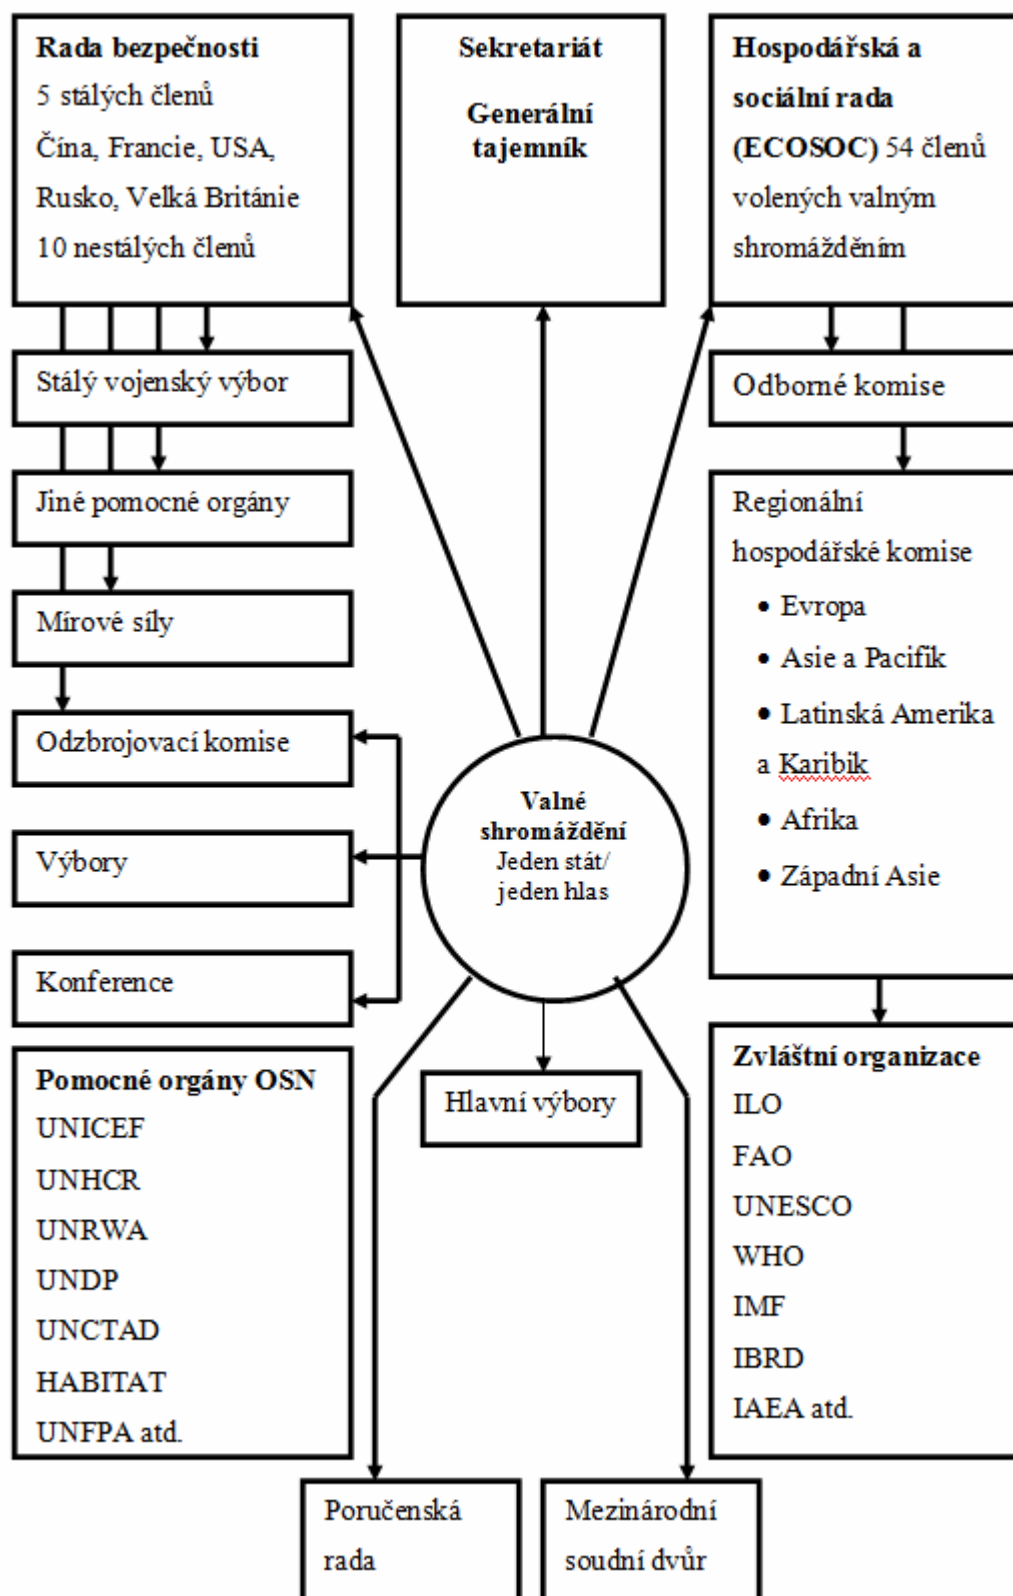 Rada bezpečnosti
5 stálých členů
Čína, Francie, USA,
Rusko, Velká Británie
10 nestálých členů
Sekretariát
Generální
tajemník
Hospodářská a
sociální rada
(ECOSOC) 54 členů
volených valným
shromážděním
Stálý vojenský výbor
Jiné pomocné orgány
Mírové síly
Odzbrojovací komise
Výbory
Konference
Pomocné orgány OSN
UNICEF
UNHCR
UNRWA
UNDP
UNCTAD
HABITAT
UNFPA atd.
Valné
shromáždění
Jeden stát/
jeden hlas
Hlavní výbory
Odborné komise
Regionální
hospodářské komise
• Evropa
• Asie a Pacifik
• Latinská Amerika
a Karibik
• Afrika
• Západní Asie
Zvláštní organizace
ILO
FAO
UNESCO
WHO
IMF
IBRD
IAEA atd.
Poručenská
rada
Mezinárodní
soudní dvůr